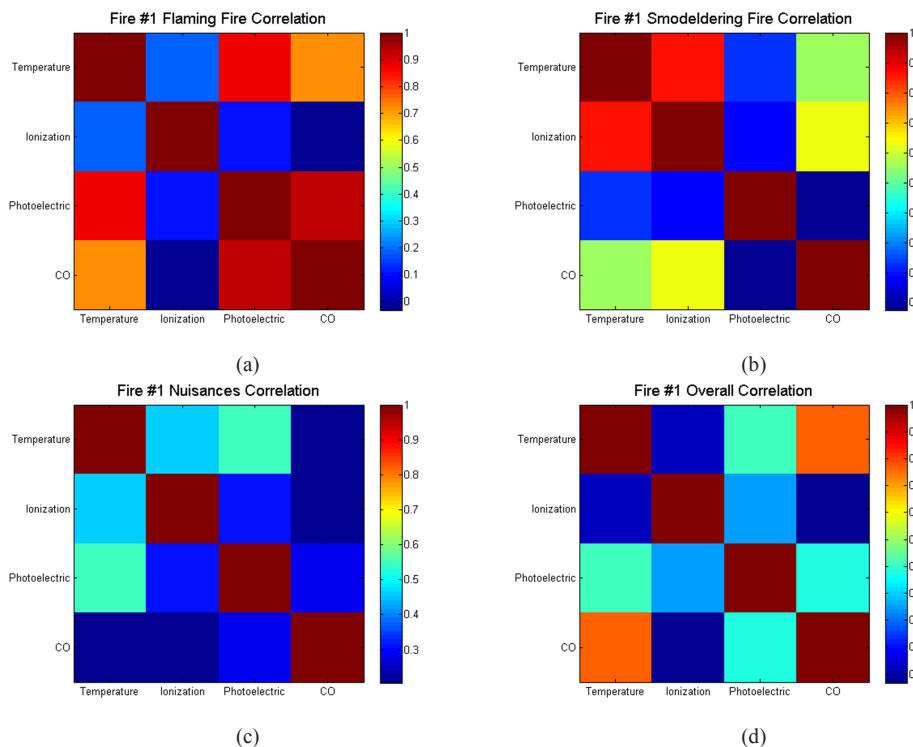 Fire #1 Flaming Fire Correlation
Temperature
Ionization
Photoelectric
CO
Temperature Ionization Photoelectric CO
1
0.9
0.8
0.7
0.6
0.5
0.4
0.3
0.2
0.1
0
(a)
Fire #1 Smodeldering Fire Correlation
Temperature
Ionization
Photoelectric
CO
Temperature Ionization Photoelectric CO
1
(b)
Fire #1 Nuisances Correlation
Temperature
Ionization
Photoelectric
CO
Temperature Ionization Photoelectric CO
1
0.9
0.8
0.7
0.6
0.5
0.4
0.3
(c)
Fire #1 Overall Correlation
Temperature
Ionization
Photoelectric
CO
Temperature Ionization Photoelectric CO
1
(d)